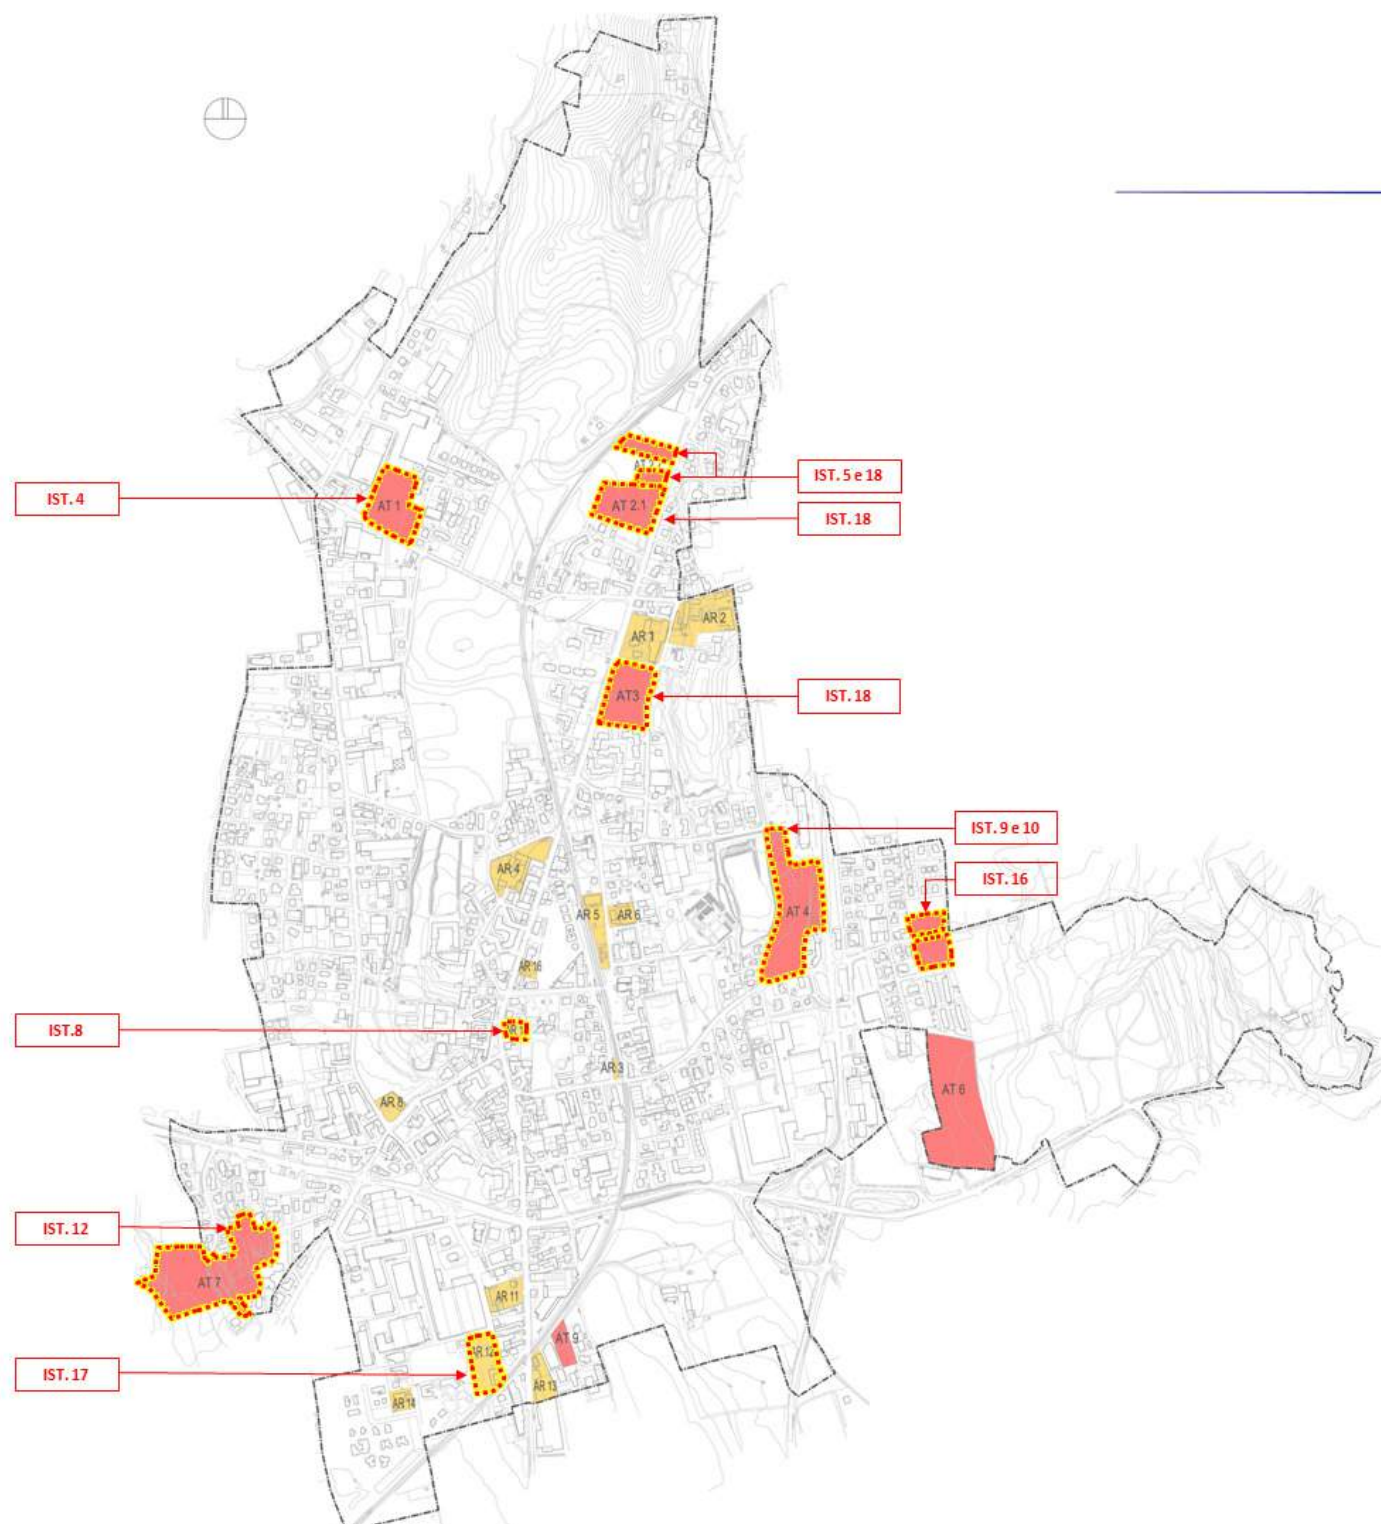 IST. 5 e 18
IST. 4
AT 1
AT 2.1
IST. 18
AR 2
AR 1
AT3
IST. 18
IST. 9 e 10
AR 4
IST. 16
AR 5
AR 6
AT 4
AR 16
IST.8
AR 3
AT 6
AR 8
IST. 12
AT 7
AR 11
AT 9
AR 12
IST. 17
AR 13
AR 14